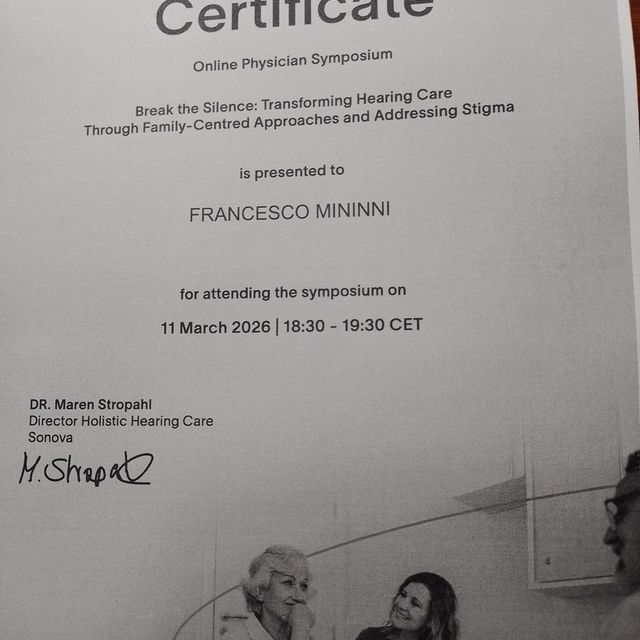 Certificate
Online Physician Symposium
Break the Silence: Transforming Hearing Care
Through Family-Centred Approaches and Addressing Stigma
is presented to
FRANCESCO MININNI
for attending the symposium on
11 March 2026 | 18:30 - 19:30 CET
DR. Maren Stropahl
Director Holistic Hearing Care
Sonova
M. Stropahl